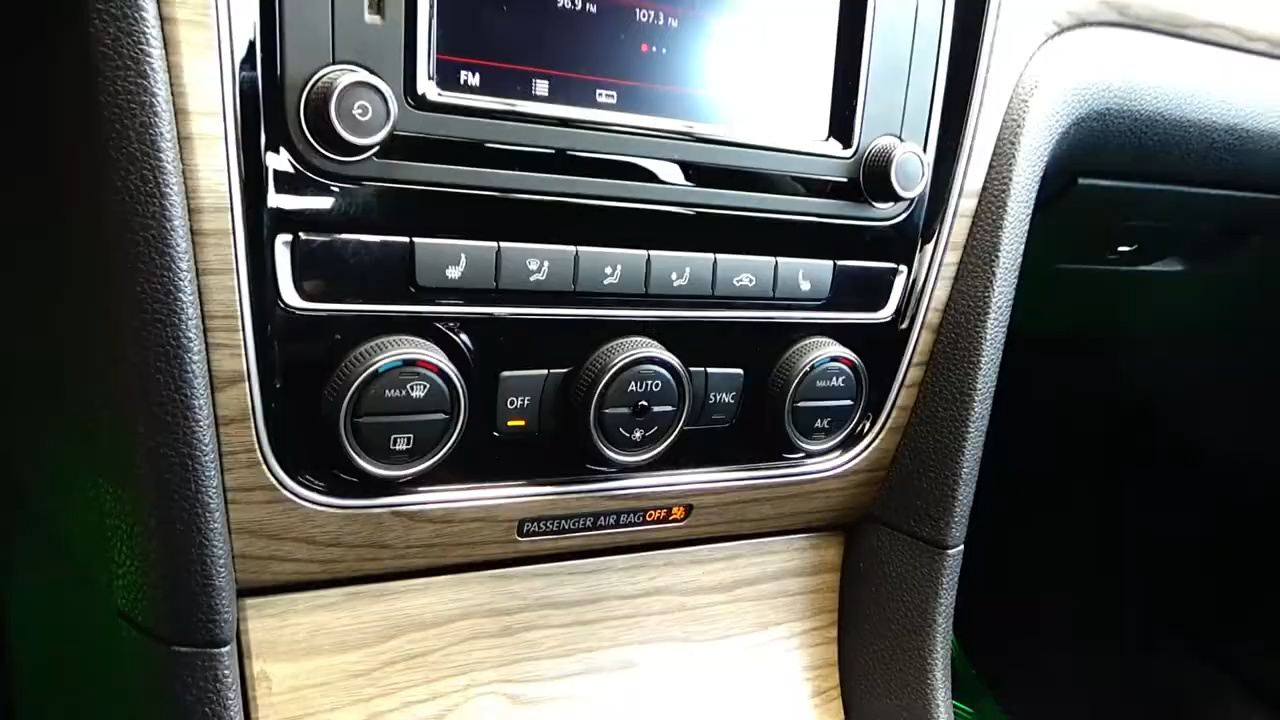 96.9 FM
107.3 FM
FM
MAX
OFF
AUTO
SYNC
MAX A/C
A/C
PASSENGER AIR BAG OFF